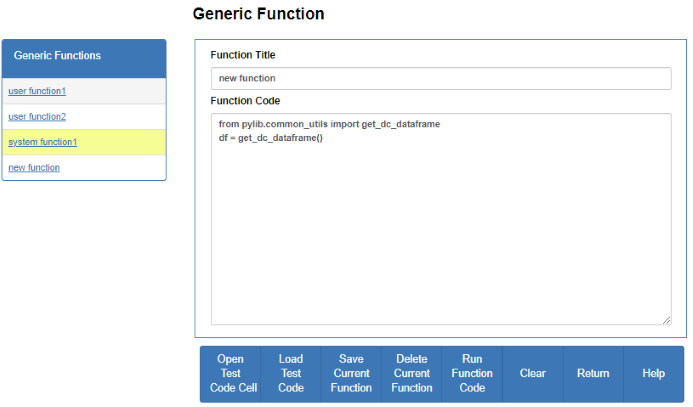 Generic Function
Generic Functions
user function1
user function2
system function1
new function
Function Title
new function
Function Code
from pylib.common_utils import get_dc_dataframe
df = get_dc_dataframe()
Open
Test
Code Cell
Load
Test
Code
Save
Current
Function
Delete
Current
Function
Run
Function
Code
Clear
Return
Help